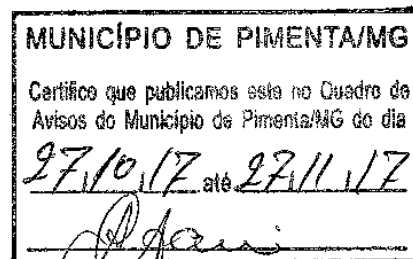 MUNICÍPIO DE PIMENTA/MG
Certifico que publicamos este no Quadro de
Avisos do Município de Pimenta/MG do dia
27/10/17 até 27/11/17